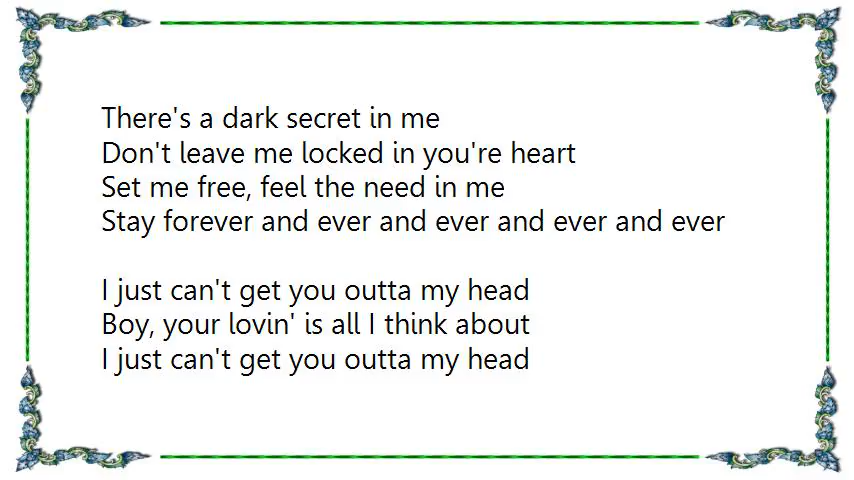 There's a dark secret in me
Don't leave me locked in you're heart
Set me free, feel the need in me
Stay forever and ever and ever and ever and ever
I just can't get you outta my head
Boy, your lovin' is all I think about
I just can't get you outta my head